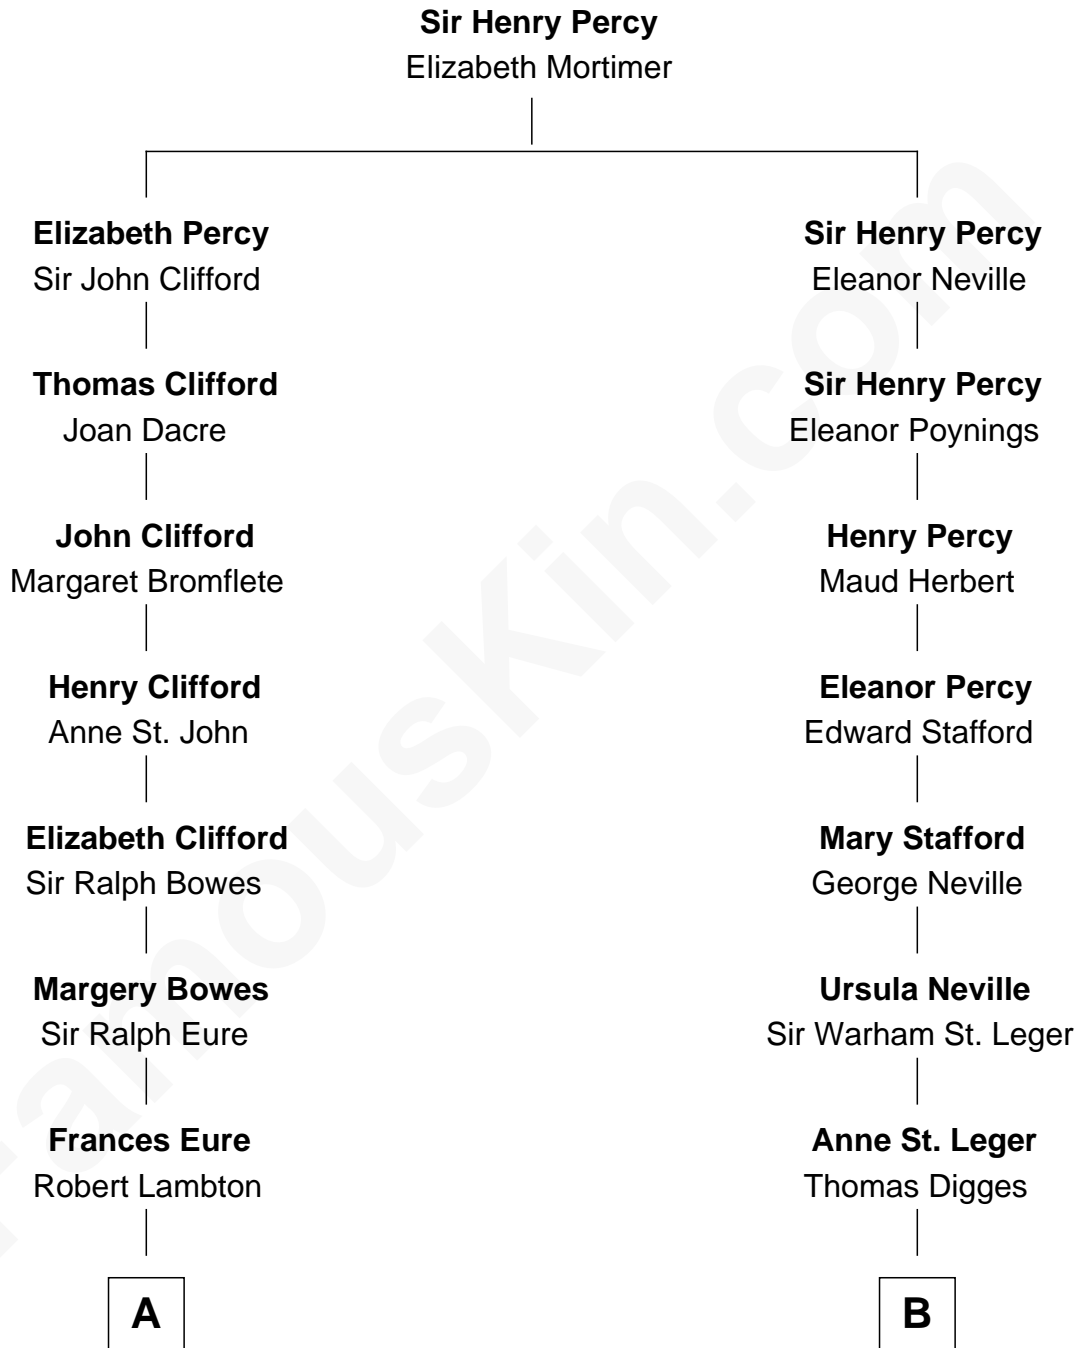 Sir Henry Percy
Elizabeth Mortimer
Elizabeth Percy
Sir John Clifford
Sir Henry Percy
Eleanor Neville
Thomas Clifford
Joan Dacre
Sir Henry Percy
Eleanor Poynings
John Clifford
Margaret Bromflete
Henry Percy
Maud Herbert
Henry Clifford
Anne St. John
Eleanor Percy
Edward Stafford
Elizabeth Clifford
Sir Ralph Bowes
Mary Stafford
George Neville
Margery Bowes
Sir Ralph Eure
Ursula Neville
Sir Warham St. Leger
Frances Eure
Robert Lambton
Anne St. Leger
Thomas Digges
A
B
FamousKin.com